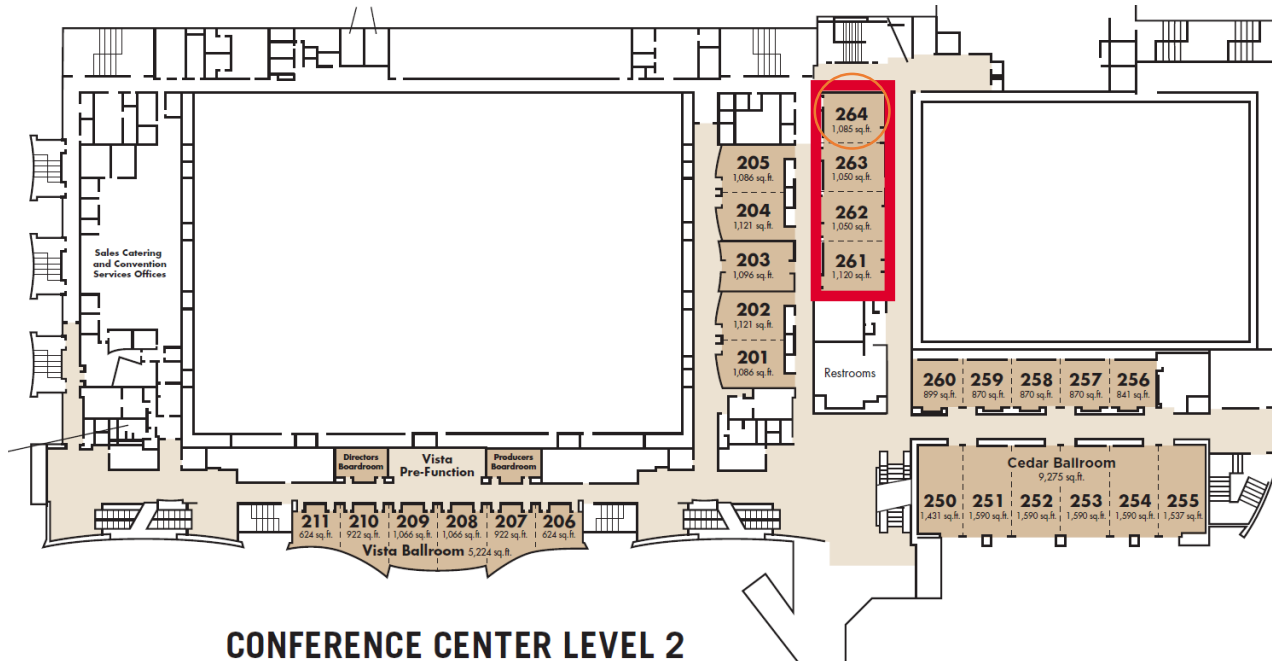 264
1,085 sq.ft.
263
1,050 sq.ft.
262
1,050 sq.ft.
261
1,120 sq.ft.
205
1,086 sq.ft.
204
1,121 sq.ft.
203
1,096 sq.ft.
202
1,121 sq.ft.
201
1,086 sq.ft.
Sales Catering
and Convention
Services Offices
Restrooms
260
899 sq.ft.
259
870 sq.ft.
258
870 sq.ft.
257
870 sq.ft.
256
841 sq.ft.
Directors
Boardroom
Vista
Pre-Function
Producers
Boardroom
Cedar Ballroom
9,275 sq.ft.
250
1,431 sq.ft.
251
1,590 sq.ft.
252
1,590 sq.ft.
253
1,590 sq.ft.
254
1,590 sq.ft.
255
1,537 sq.ft.
211
624 sq.ft.
210
922 sq.ft.
209
1,066 sq.ft.
208
1,066 sq.ft.
207
922 sq.ft.
206
624 sq.ft.
Vista Ballroom 5,224 sq.ft.
CONFERENCE CENTER LEVEL 2